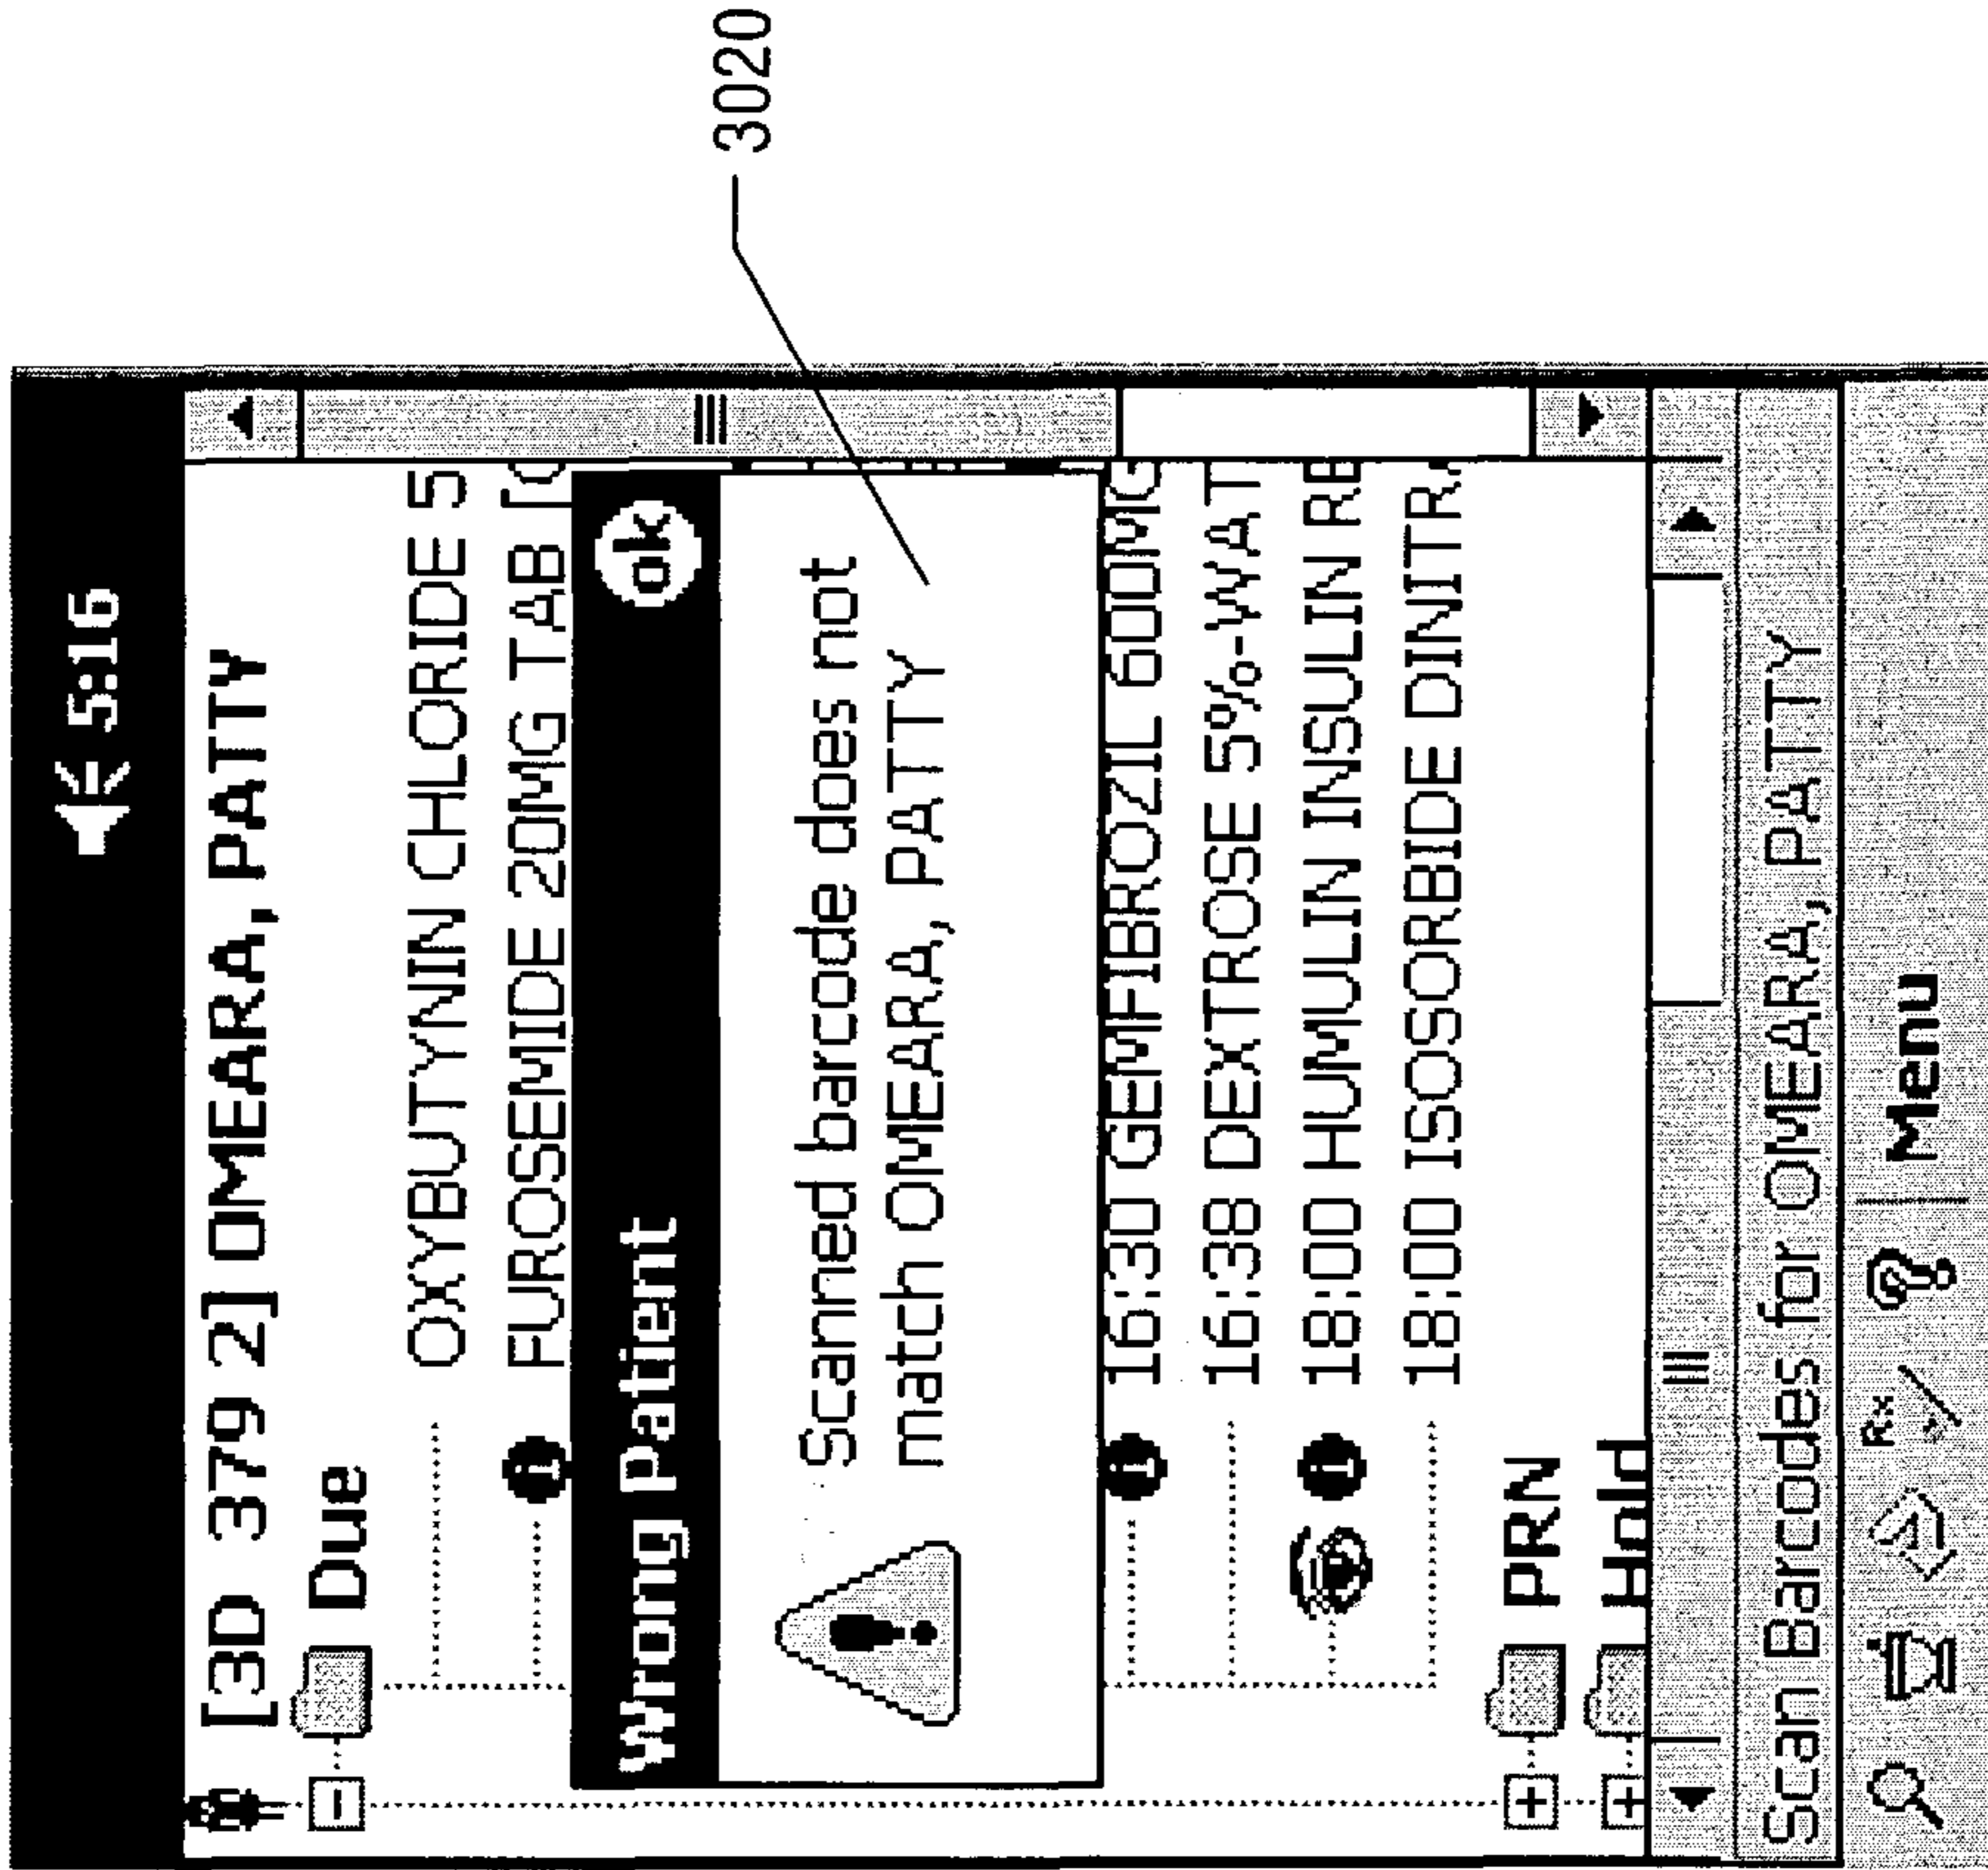 5:16
[3D 379 2] OMEARA, PATTY
Due
OXYBUTYNIN CHLORIDE 5
FUROSEMIDE 20MG TAB [
Wrong Patient ok
Scanned barcode does not
match OMEARA, PATTY
3020
16:30 GEMFIBROZIL 600MG
16:38 DEXTROSE 5%-WAT
18:00 HUMULIN INSULIN RE
18:00 ISOSORBIDE DINITR
PRN
Hold
Scan Barcodes for OMEARA, PATTY
Rx
Menu